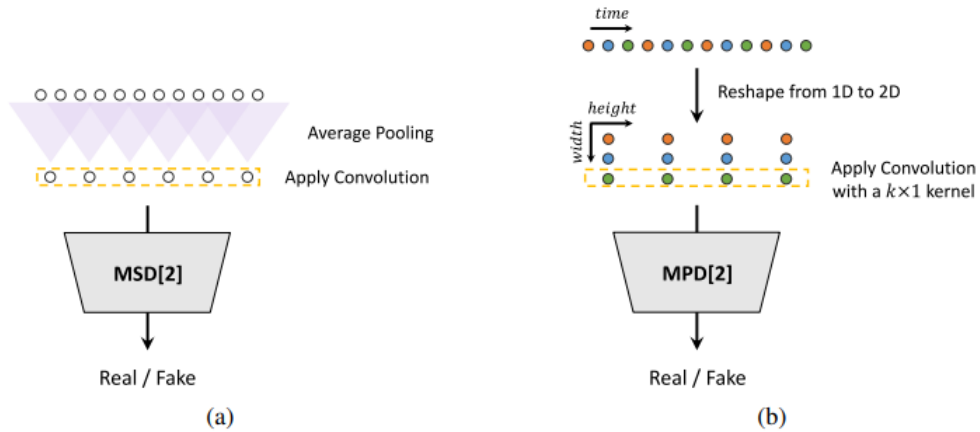 Average Pooling
Apply Convolution
MSD[2]
Real / Fake
(a)
time
Reshape from 1D to 2D
height
width
Apply Convolution
with a k×1 kernel
MPD[2]
Real / Fake
(b)